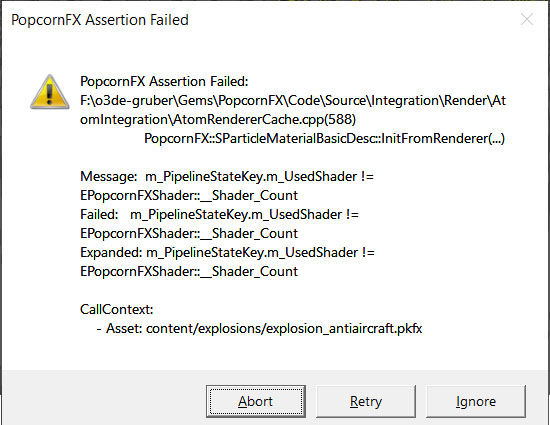 PopcornFX Assertion Failed
PopcornFX Assertion Failed:
F:\o3de-gruber\Gems\PopcornFX\Code\Source\Integration\Render\At
omIntegration\AtomRendererCache.cpp(588)
PopcornFX::SParticleMaterialBasicDesc::InitFromRenderer(...)
Message:  m_PipelineStateKey.m_UsedShader !=
EPopcornFXShader::__Shader_Count
Failed:   m_PipelineStateKey.m_UsedShader !=
EPopcornFXShader::__Shader_Count
Expanded: m_PipelineStateKey.m_UsedShader !=
EPopcornFXShader::__Shader_Count
CallContext:
- Asset: content/explosions/explosion_antiaircraft.pkfx
Abort
Retry
Ignore